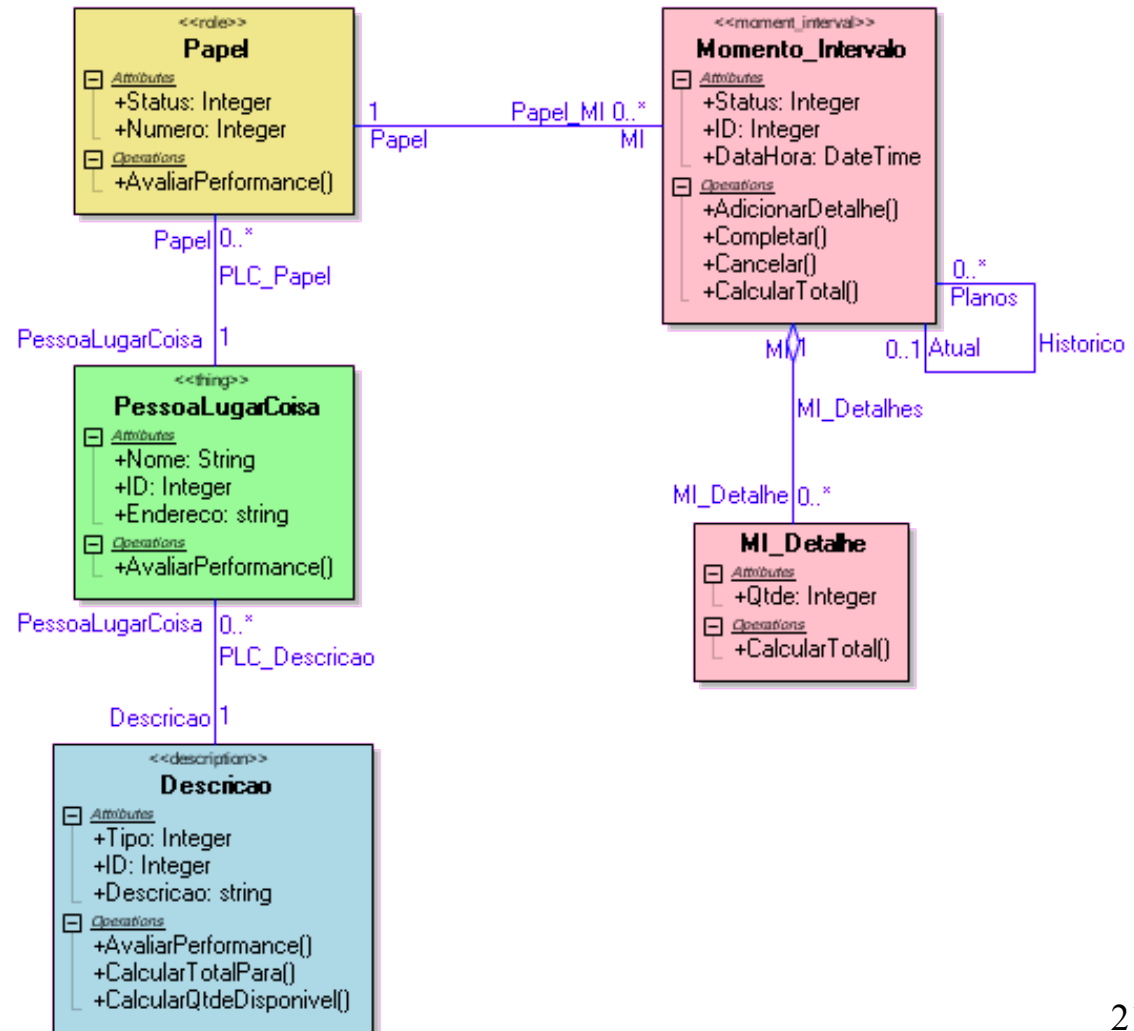 <<role>>
Papel
Attributes
+Status: Integer
+Numero: Integer
Operations
+AvaliarPerformance()
1
Papel
Papel_MI 0..*
MI
<<moment_interval>>
Momento_Intervalo
Attributes
+Status: Integer
+ID: Integer
+DataHora: DateTime
Operations
+AdicionarDetalhe()
+Completar()
+Cancelar()
+CalcularTotal()
0..*
Planos
Historico
0..1 Atual
MI 1
MI_Detalhes
MI_Detalhe 0..*
MI_Detalhe
Attributes
+Qtde: Integer
Operations
+CalcularTotal()
Papel 0..*
PLC_Papel
PessoaLugarCoisa 1
<<thing>>
PessoaLugarCoisa
Attributes
+Nome: String
+ID: Integer
+Endereco: string
Operations
+AvaliarPerformance()
PessoaLugarCoisa 0..*
PLC_Descricao
Descricao 1
<<description>>
Descricao
Attributes
+Tipo: Integer
+ID: Integer
+Descricao: string
Operations
+AvaliarPerformance()
+CalcularTotalPara()
+CalcularQtdeDisponivel()
2